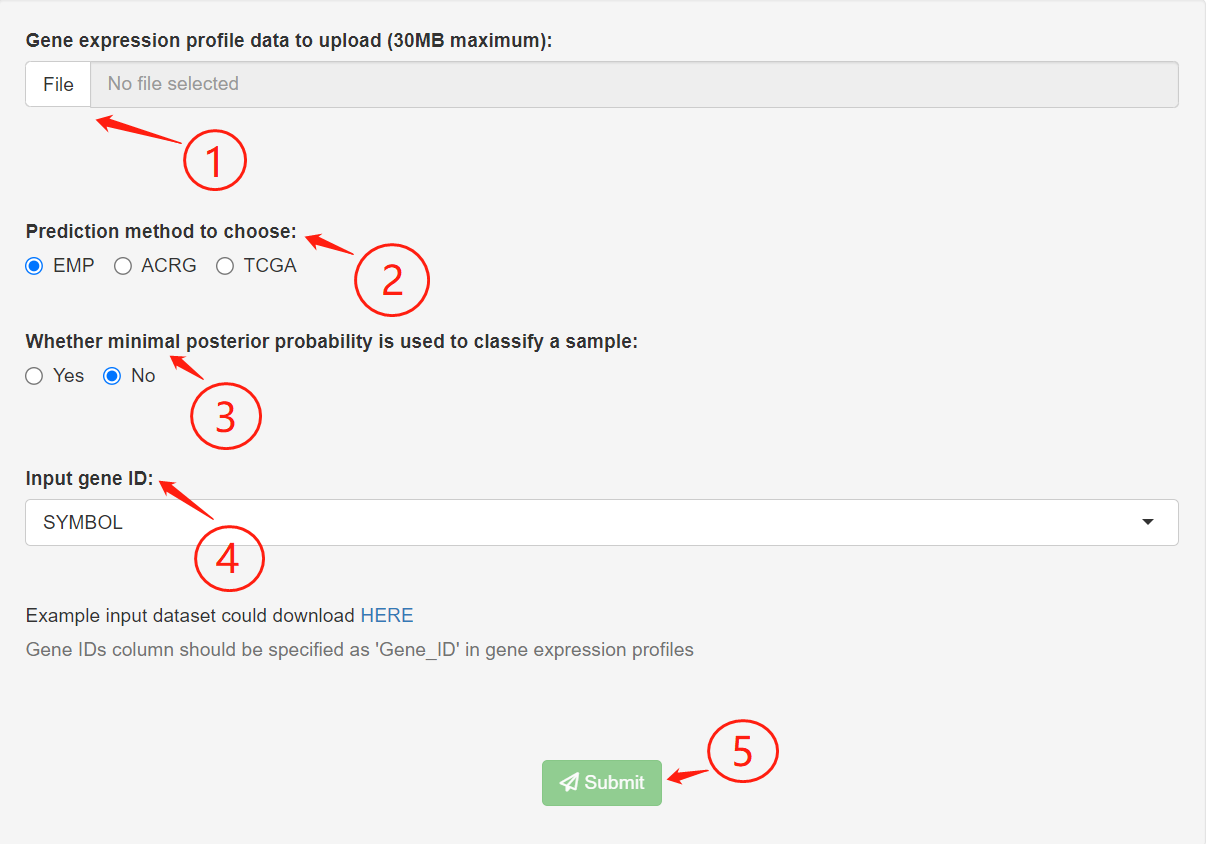 Gene expression profile data to upload (30MB maximum):
File No file selected
1
Prediction method to choose:
EMP ACRG TCGA
2
Whether minimal posterior probability is used to classify a sample:
Yes No
3
Input gene ID:
SYMBOL
4
Example input dataset could download HERE
Gene IDs column should be specified as 'Gene_ID' in gene expression profiles
5
Submit